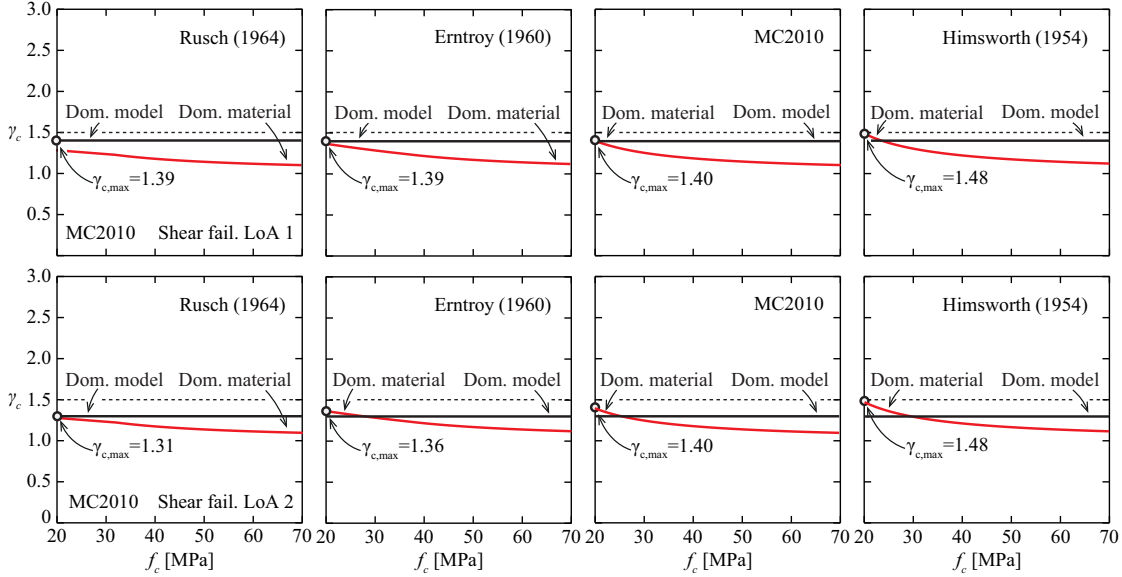 3.0
Rusch (1964)
Erntroy (1960)
MC2010
Himsworth (1954)
2.5
2.0
Dom. model Dom. material
Dom. model Dom. material
Dom. material Dom. model
Dom. material Dom. model
γc 1.5
1.0
γc,max=1.39
γc,max=1.39
γc,max=1.40
γc,max=1.48
0.5
MC2010 Shear fail. LoA 1
3.0
Rusch (1964)
Erntroy (1960)
MC2010
Himsworth (1954)
2.5
2.0
Dom. model Dom. material
Dom. material Dom. model
Dom. material Dom. model
Dom. material Dom. model
γc 1.5
1.0
γc,max=1.31
γc,max=1.36
γc,max=1.40
γc,max=1.48
0.5
MC2010 Shear fail. LoA 2
0
20 30 40 50 60 70
20 30 40 50 60 70
20 30 40 50 60 70
20 30 40 50 60 70
fc [MPa]
fc [MPa]
fc [MPa]
fc [MPa]